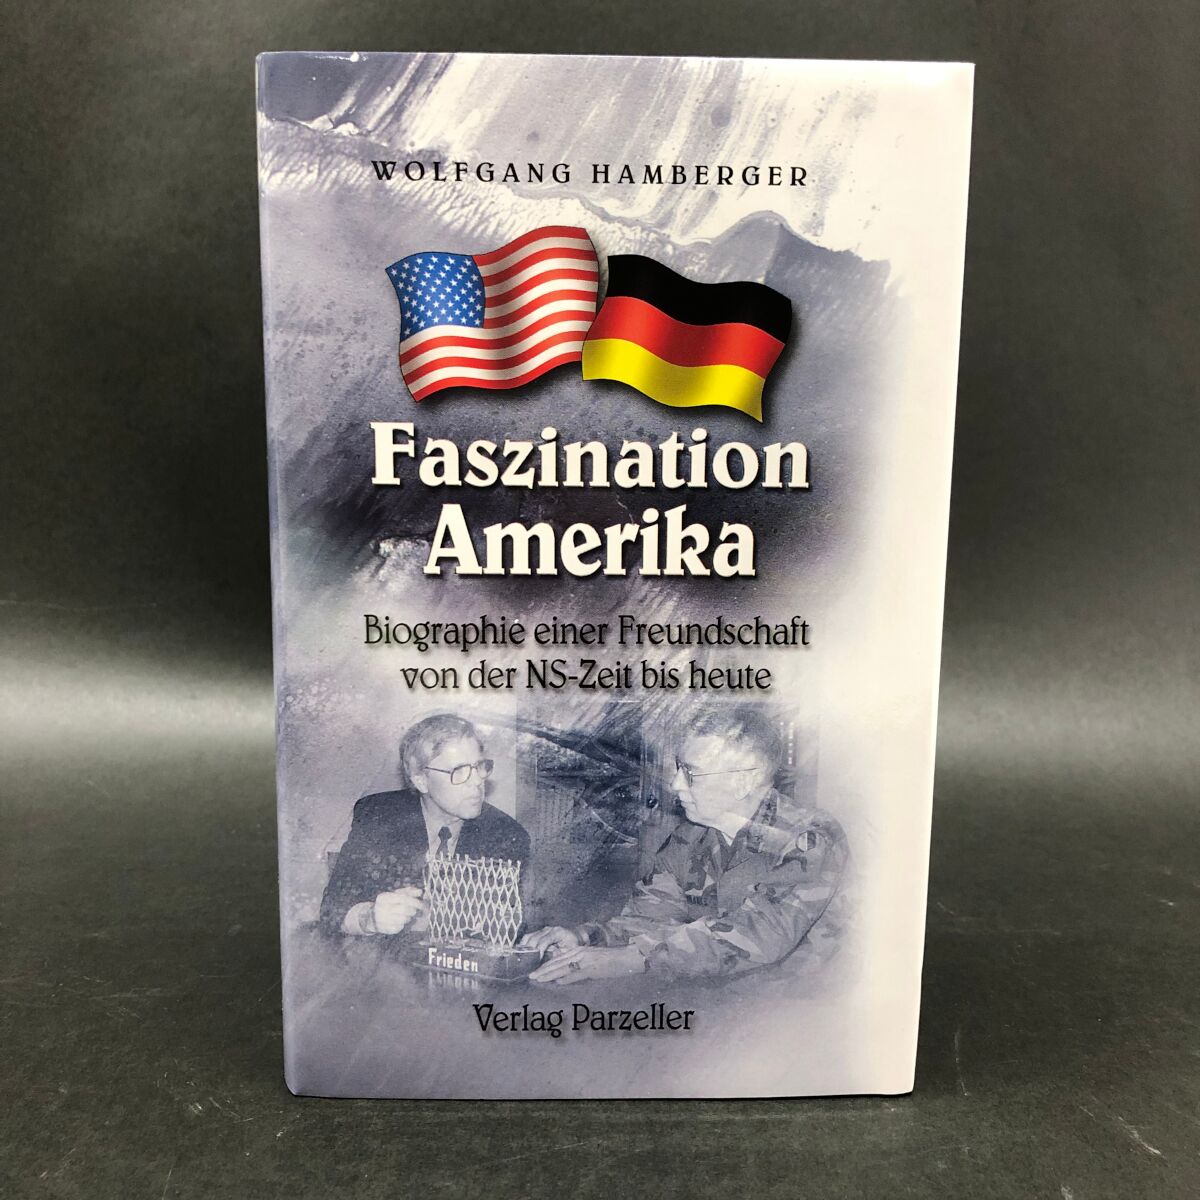 WOLFGANG HAMBERGER
Faszination
Amerika
Biographie einer Freundschaft
von der NS-Zeit bis heute
Frieden
Verlag Parzeller